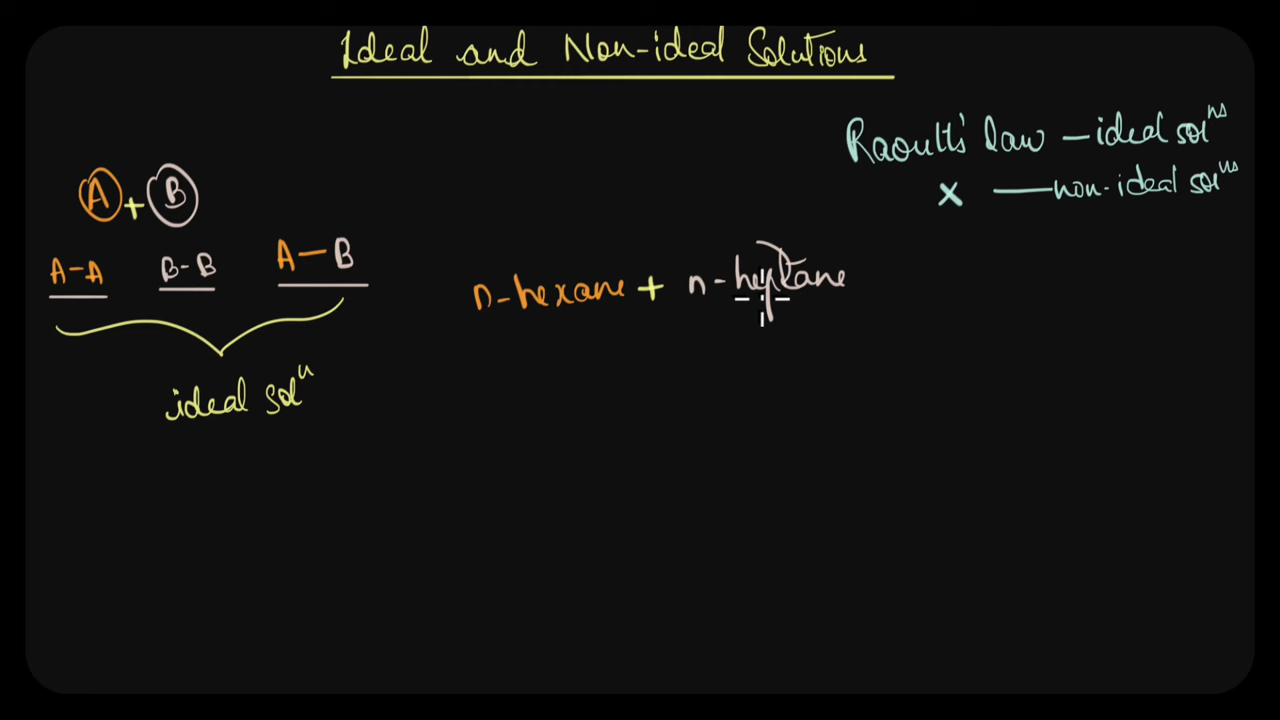 Ideal and Non-ideal Solutions
Raoult's law — ideal solⁿˢ
× — non-ideal solⁿˢ
A + B
A-A B-B A-B
n-hexane + n-heptane
ideal solⁿ